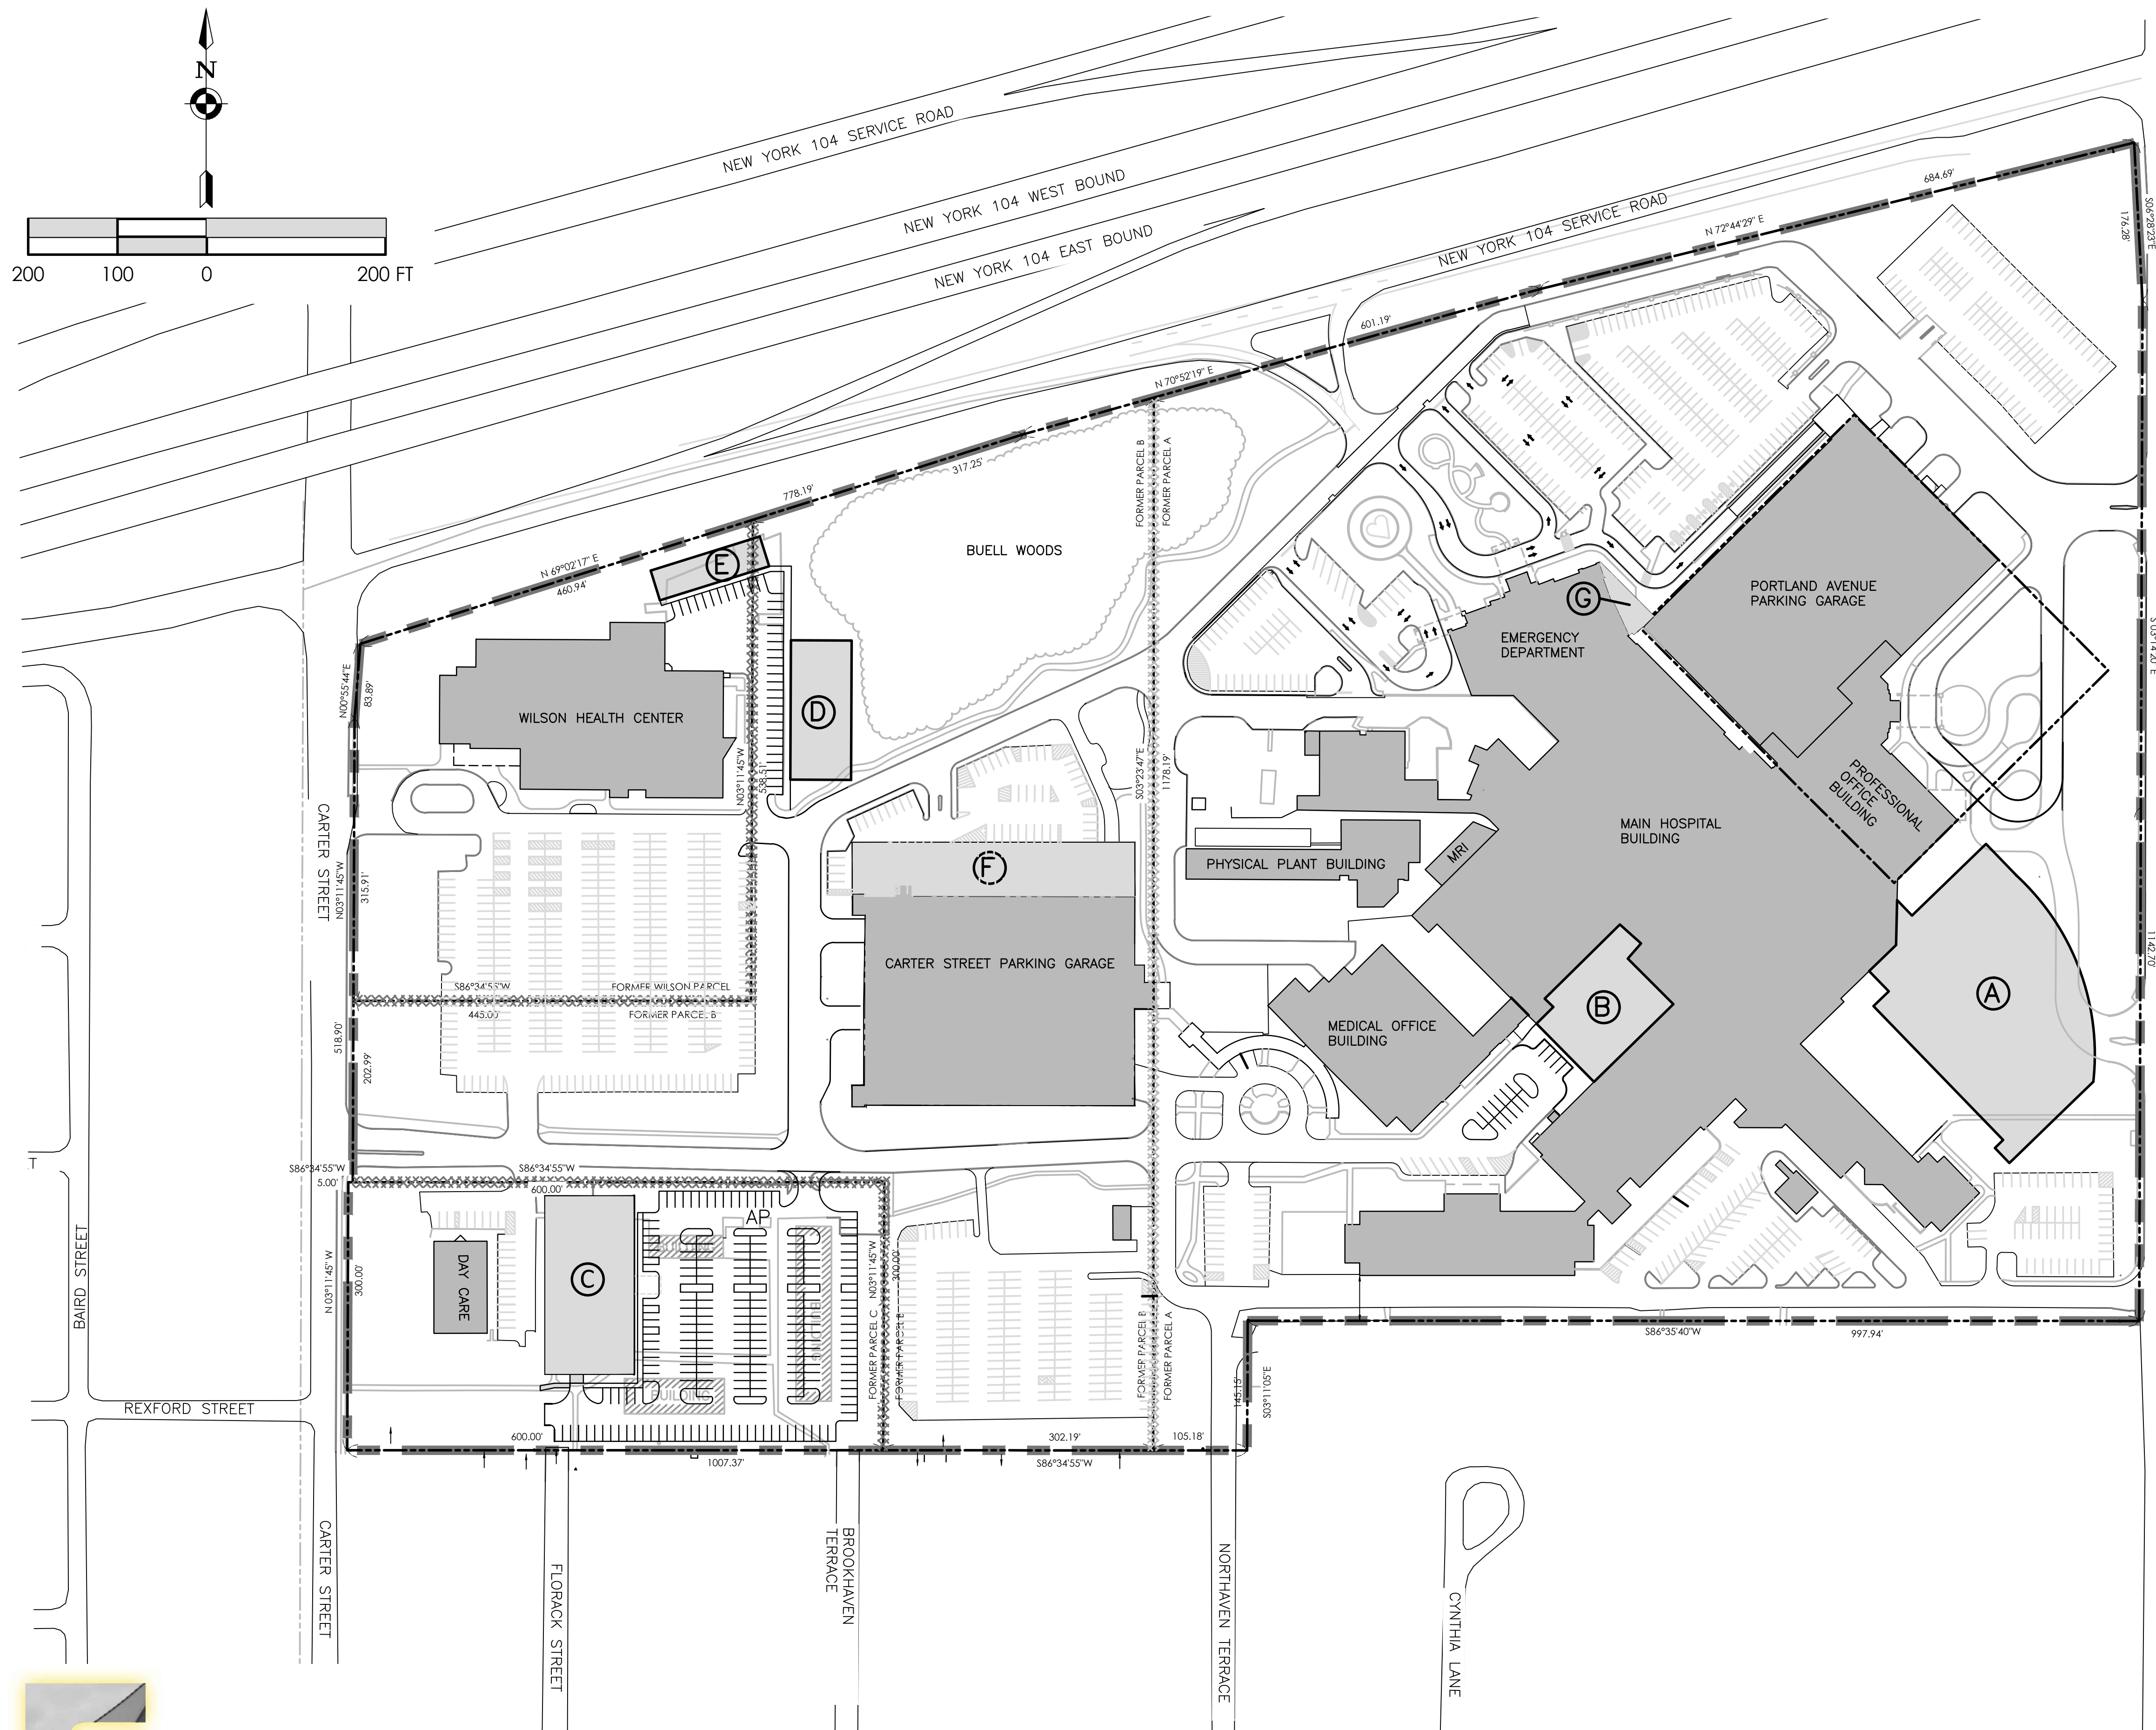 N
200 100 0 200 FT
NEW YORK 104 SERVICE ROAD
NEW YORK 104 WEST BOUND
NEW YORK 104 EAST BOUND
NEW YORK 104 SERVICE ROAD
684.69'
N 72°44'29" E
S06°28'23"E
176.28'
601.19'
N 70°52'19" E
317.25'
778.19'
N 69°02'17" E
460.94'
FORMER PARCEL B
FORMER PARCEL A
BUELL WOODS
E
G
PORTLAND AVENUE
PARKING GARAGE
EMERGENCY
DEPARTMENT
S 03°14'20" E
N00°55'44"E
83.89'
WILSON HEALTH CENTER
D
N03°11'45"W
538.51'
S03°23'47"E
1178.19'
PROFESSIONAL
OFFICE
BUILDING
MAIN HOSPITAL
BUILDING
CARTER STREET
N03°11'45"W
315.91'
F
PHYSICAL PLANT BUILDING
MRI
CARTER STREET PARKING GARAGE
1142.70'
A
B
S86°34'55"W
FORMER WILSON PARCEL
445.00'
FORMER PARCEL B
MEDICAL OFFICE
BUILDING
518.90'
202.99'
S86°34'55"W
5.00'
S86°34'55"W
600.00'
AP
BUILDING
BUILDING
BUILDING
DAY CARE
C
N 03°11'45"W
300.00'
N03°11'45"W
300.00'
FORMER PARCEL C
FORMER PARCEL B
FORMER PARCEL B
FORMER PARCEL A
BAIRD STREET
REXFORD STREET
S86°35'40"W
997.94'
145.15'
S03°11'05"E
600.00'
1007.37'
302.19'
S86°34'55"W
105.18'
CARTER STREET
FLORACK STREET
BROOKHAVEN
TERRACE
NORTHAVEN TERRACE
CYNTHIA LANE